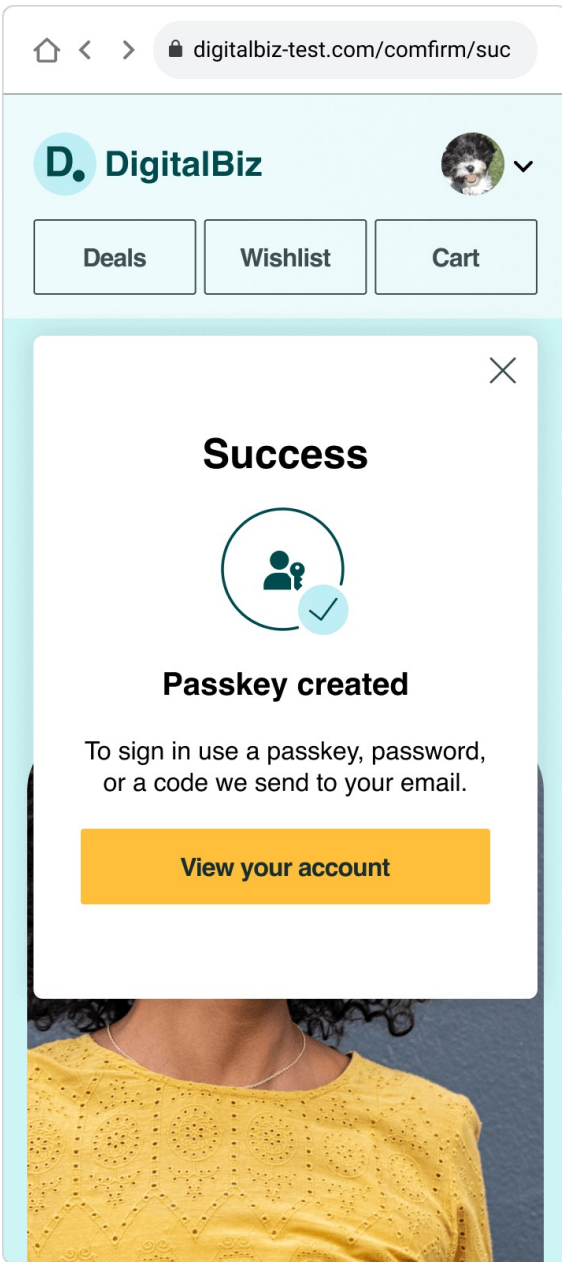 digitalbiz-test.com/comfirm/suc
D. DigitalBiz
Deals Wishlist Cart
Success
Passkey created
To sign in use a passkey, password,
or a code we send to your email.
View your account